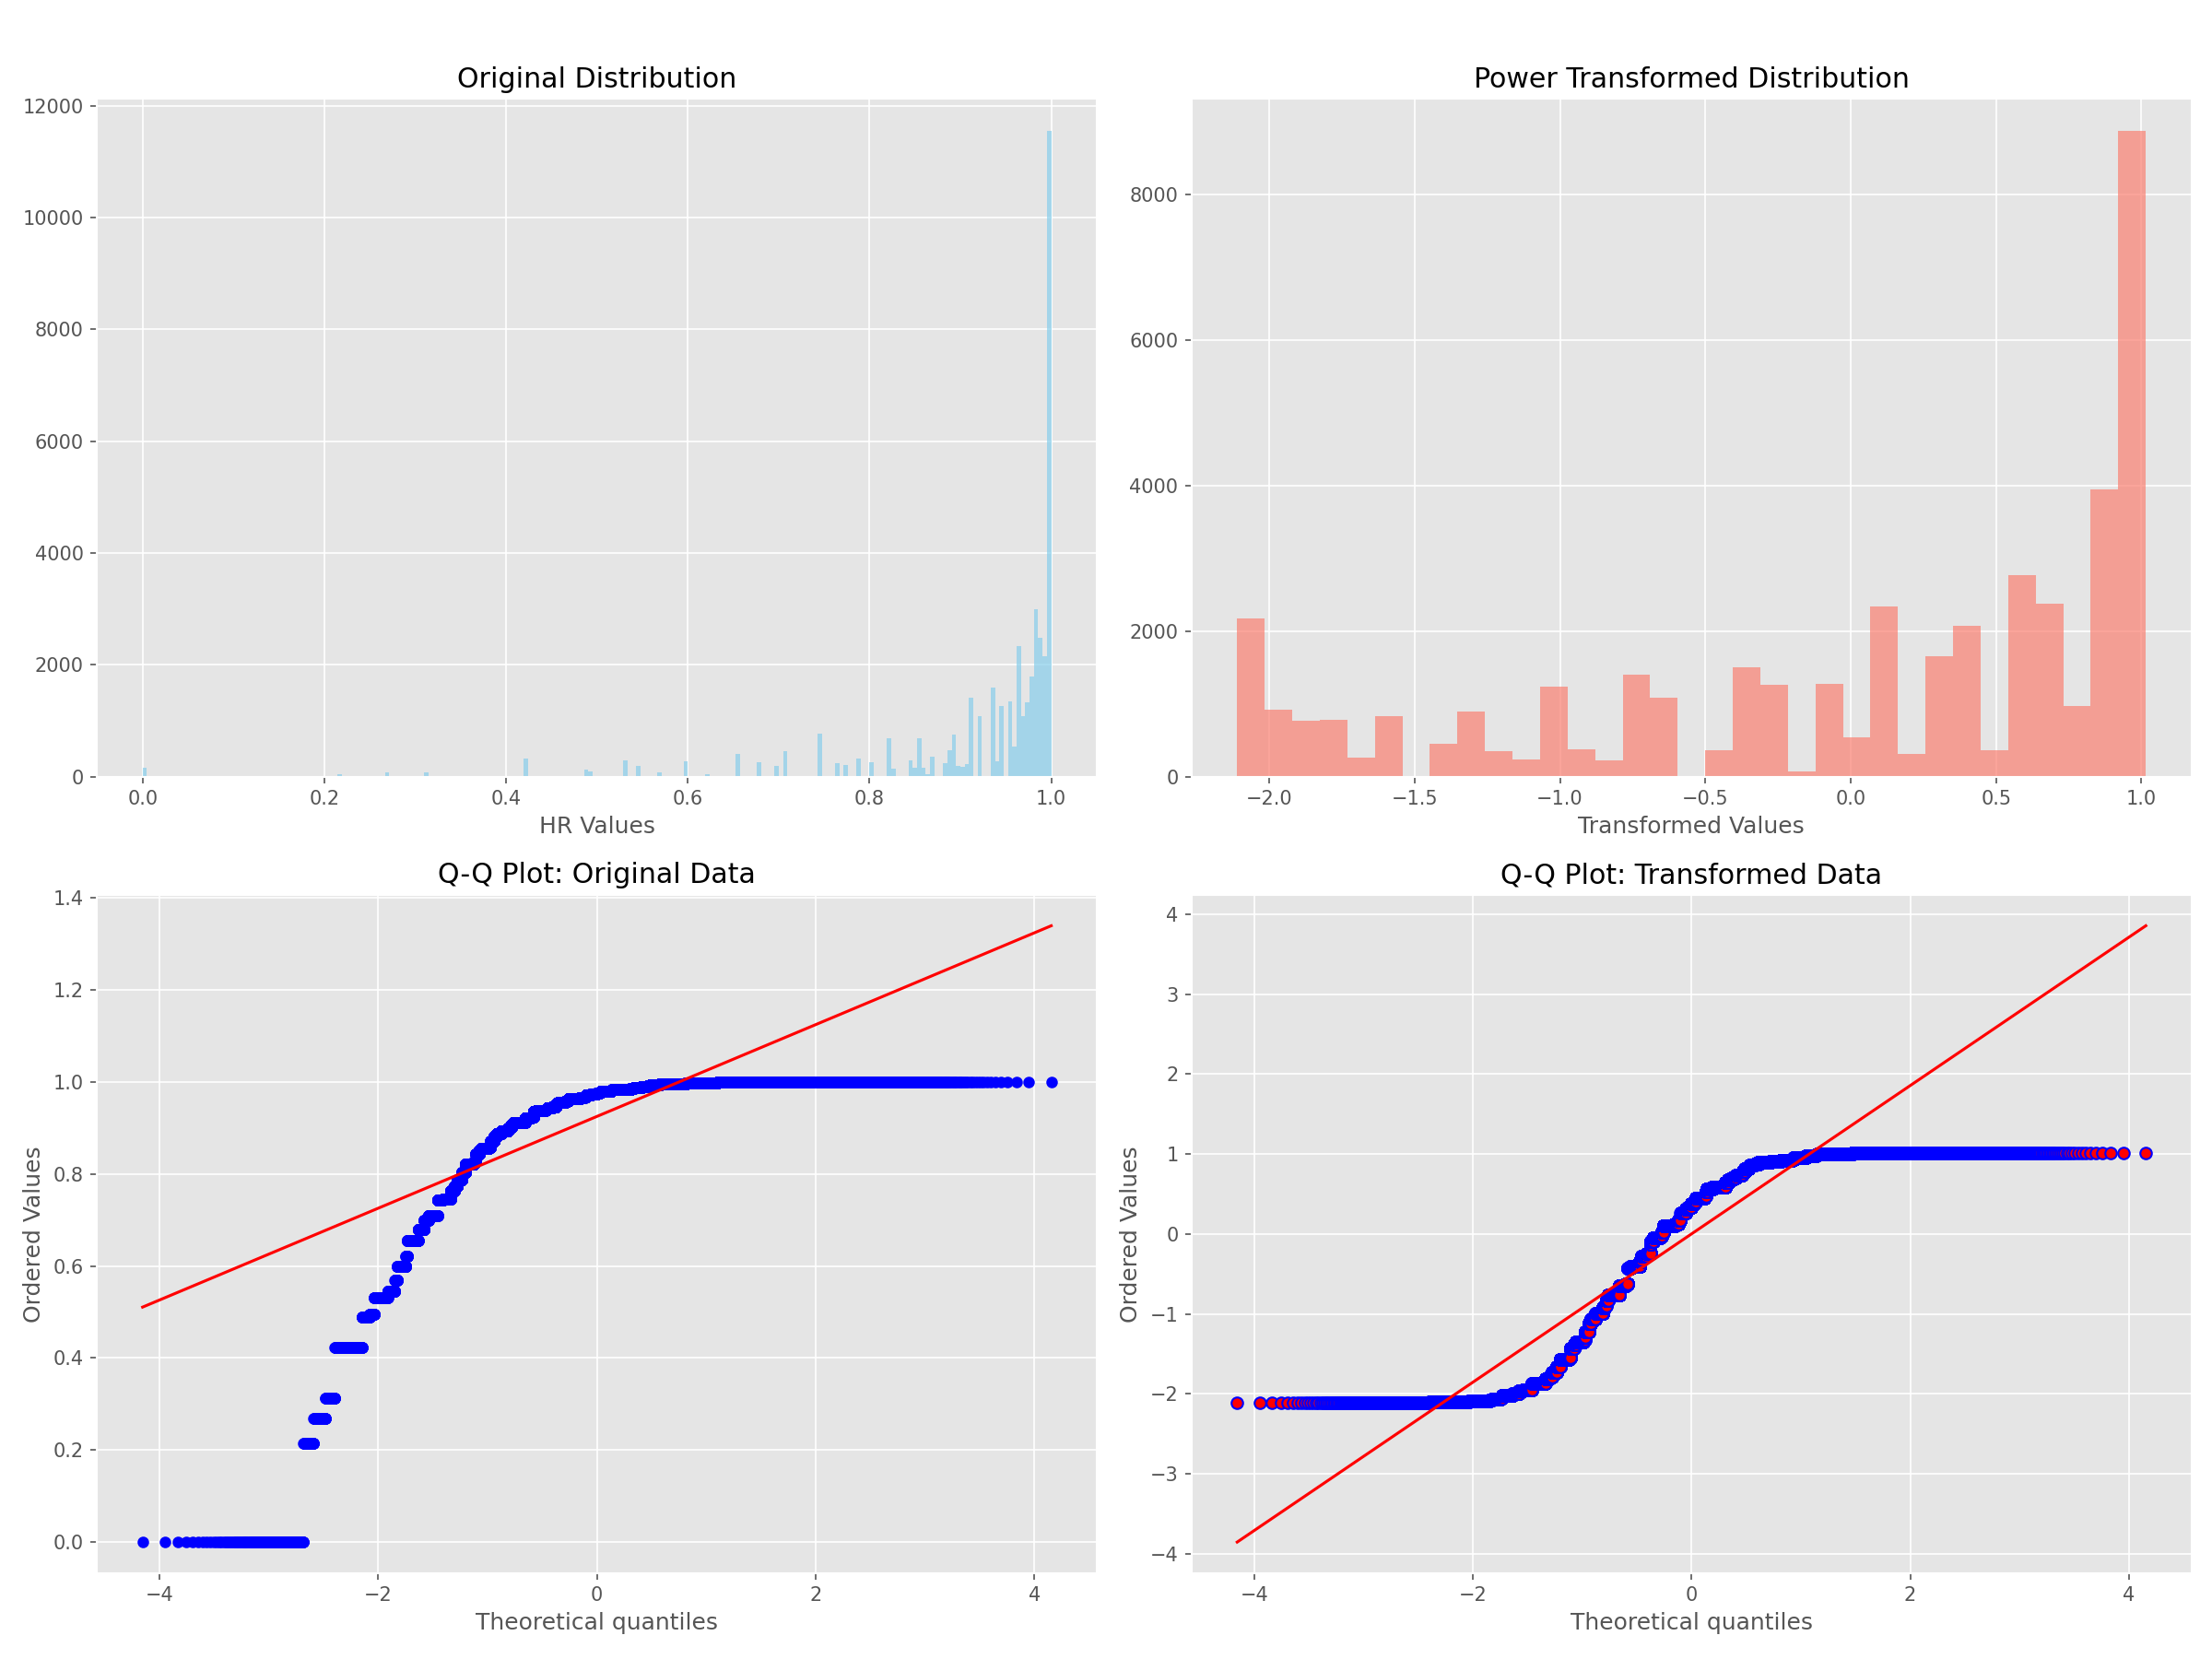 Original Distribution
12000
10000
8000
6000
4000
2000
0
0.0 0.2 0.4 0.6 0.8 1.0
HR Values
Power Transformed Distribution
8000
6000
4000
2000
0
−2.0 −1.5 −1.0 −0.5 0.0 0.5 1.0
Transformed Values
Q-Q Plot: Original Data
Ordered Values
1.4
1.2
1.0
0.8
0.6
0.4
0.2
0.0
−4 −2 0 2 4
Theoretical quantiles
Q-Q Plot: Transformed Data
Ordered Values
4
3
2
1
0
−1
−2
−3
−4
−4 −2 0 2 4
Theoretical quantiles